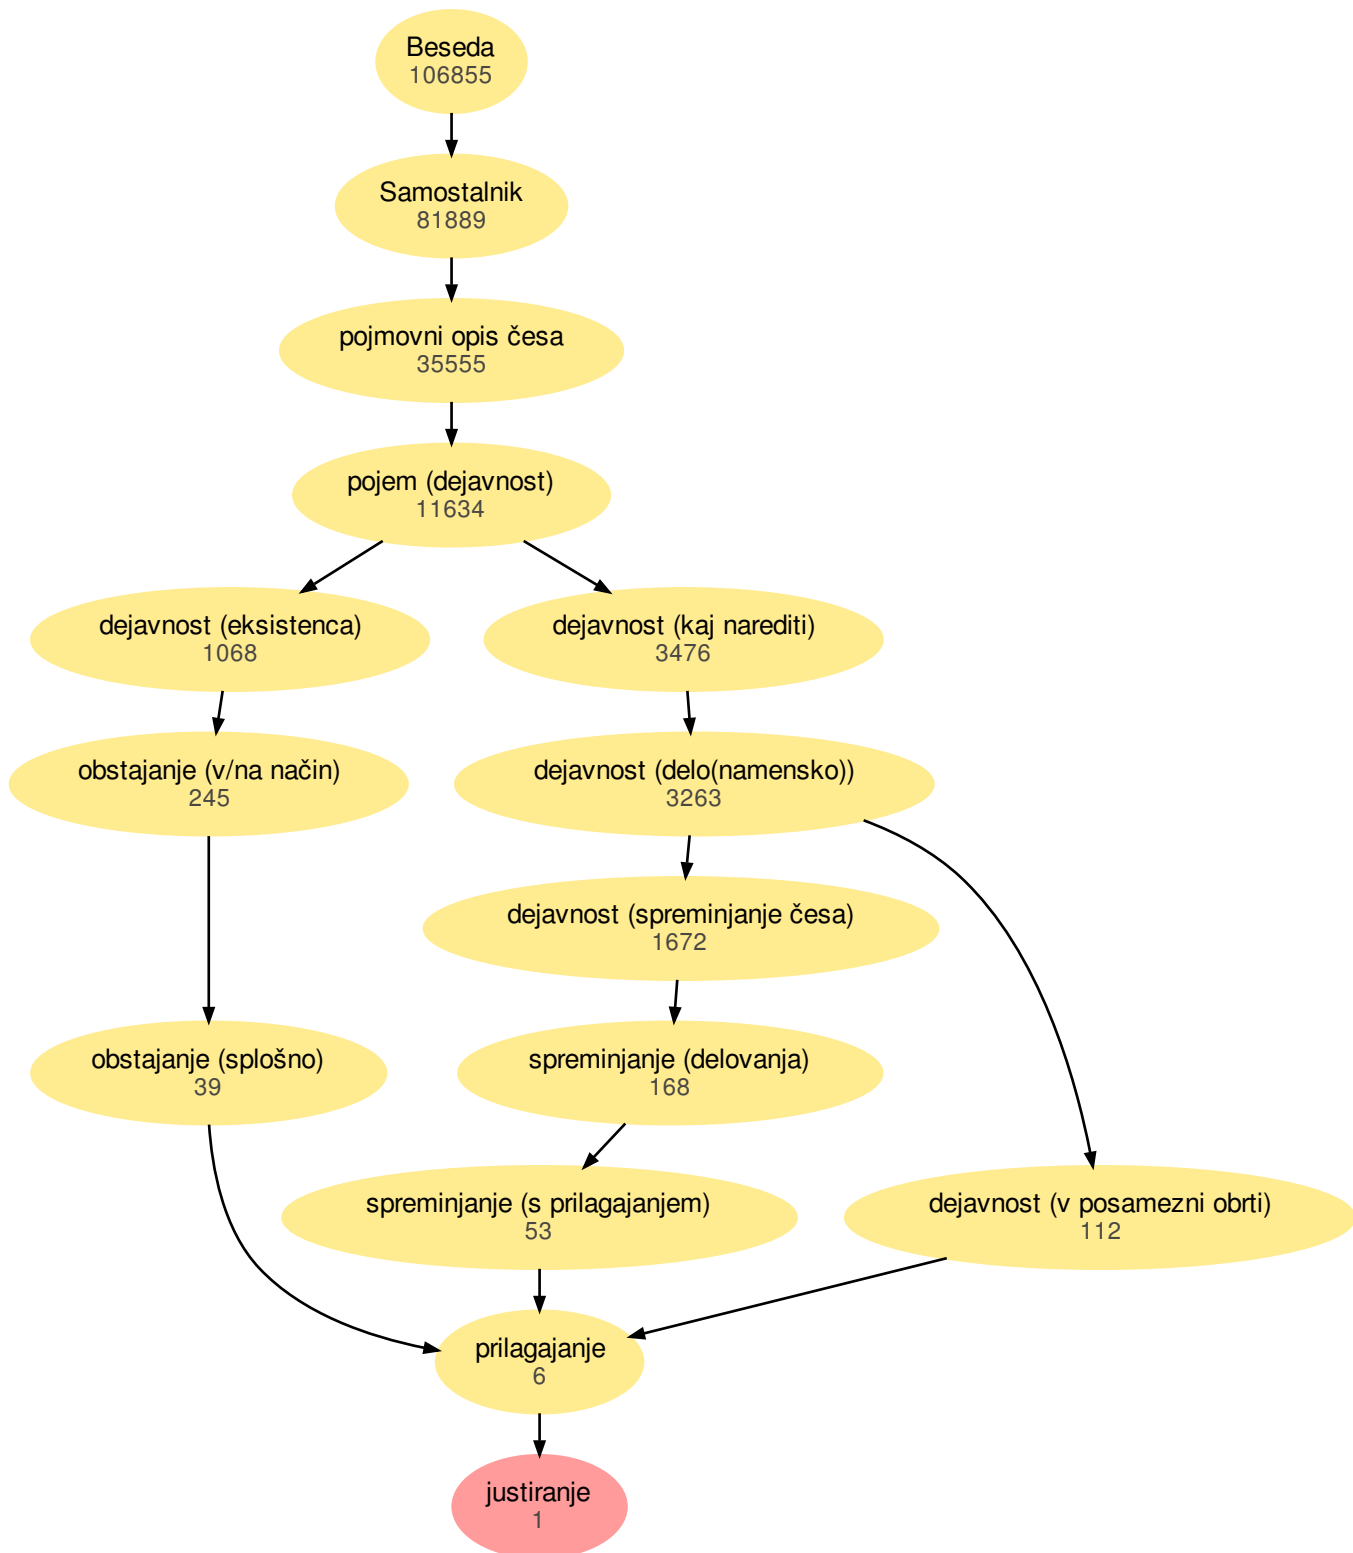 Beseda
106855
Samostalnik
81889
pojmovni opis česa
35555
pojem (dejavnost)
11634
dejavnost (eksistenca)
1068
dejavnost (kaj narediti)
3476
obstajanje (v/na način)
245
dejavnost (delo(namensko))
3263
dejavnost (spreminjanje česa)
1672
obstajanje (splošno)
39
spreminjanje (delovanja)
168
spreminjanje (s prilagajanjem)
53
dejavnost (v posamezni obrti)
112
prilagajanje
6
justiranje
1